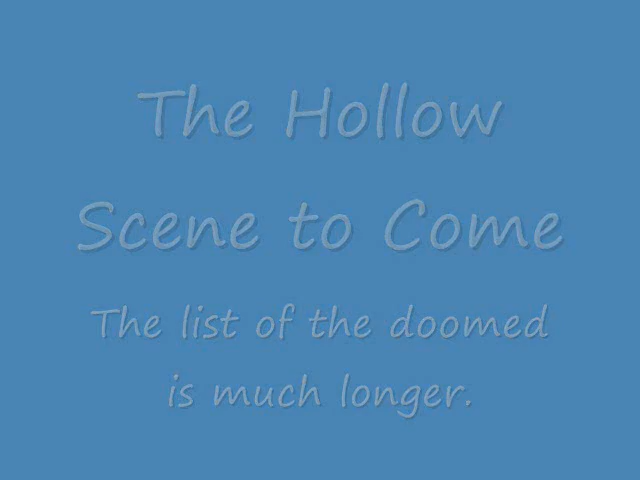 The Hollow
Scene to Come
The list of the doomed
is much longer.